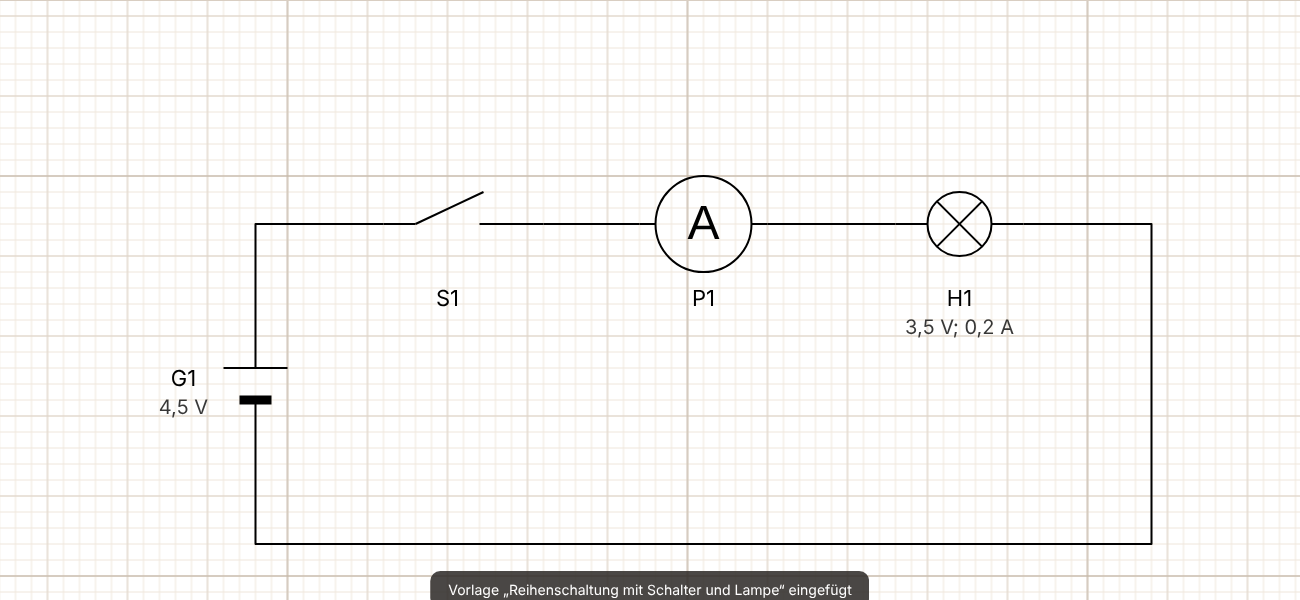 A
S1
P1
H1
3,5 V; 0,2 A
G1
4,5 V
Vorlage „Reihenschaltung mit Schalter und Lampe“ eingefügt